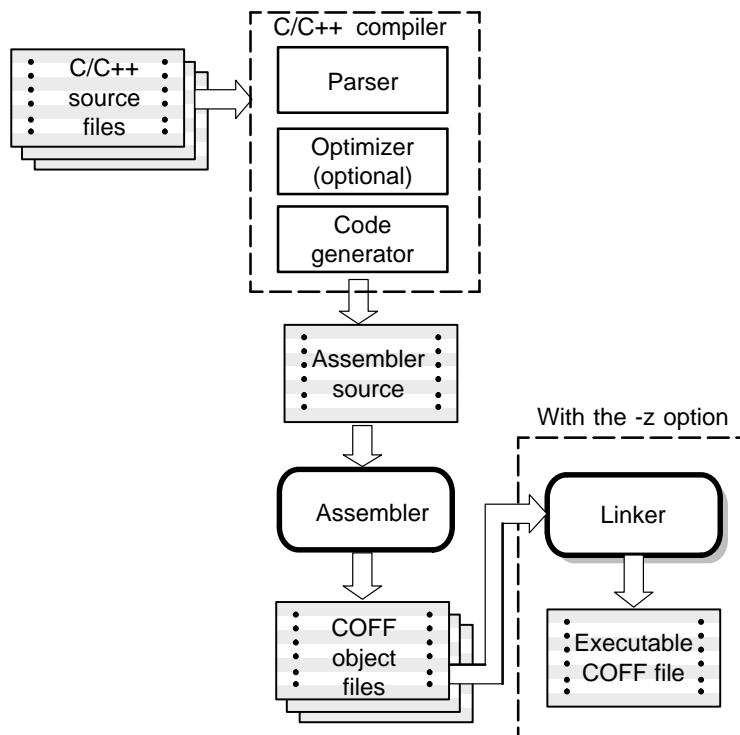 C/C++ compiler
C/C++
source
files
Parser
Optimizer
(optional)
Code
generator
Assembler
source
With the -z option
Assembler
Linker
COFF
object
files
Executable
COFF file